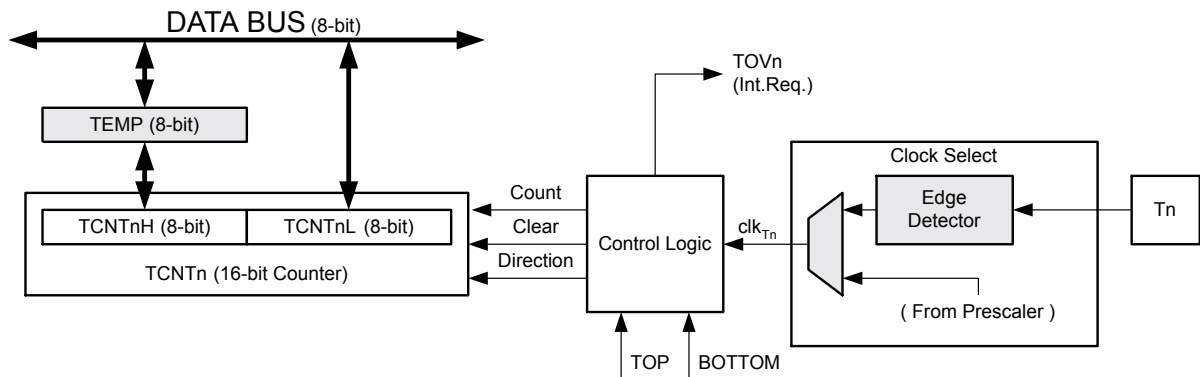 DATA BUS (8-bit)
TOVn
(Int.Req.)
TEMP (8-bit)
Clock Select
Count
Edge
Detector
Tn
TCNTnH (8-bit) TCNTnL (8-bit)
Clear
Control Logic
clkTn
TCNTn (16-bit Counter)
Direction
( From Prescaler )
TOP
BOTTOM